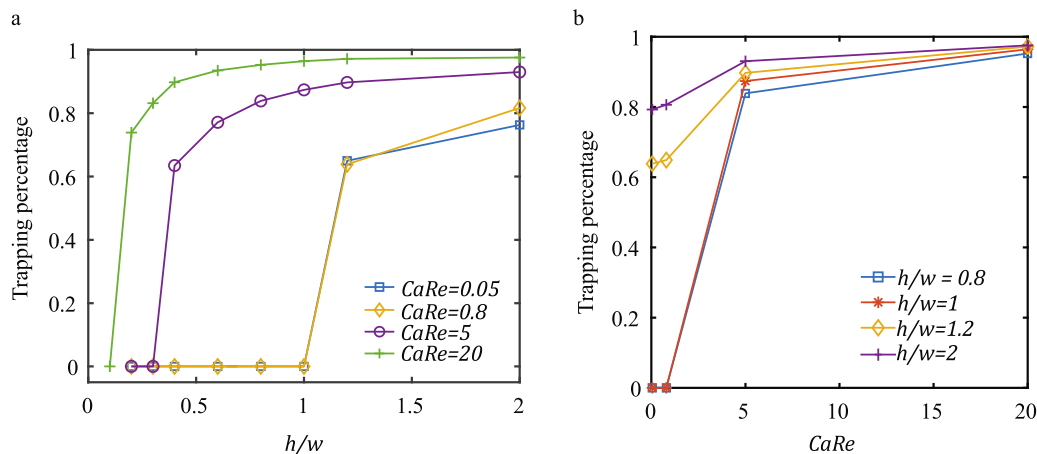 a
Trapping percentage
1
0.8
0.6
0.4
0.2
0
0
0.5
1
1.5
2
h/w
CaRe=0.05
CaRe=0.8
CaRe=5
CaRe=20
b
Trapping percentage
1
0.8
0.6
0.4
0.2
0
0
5
10
15
20
CaRe
h/w = 0.8
h/w=1
h/w=1.2
h/w=2